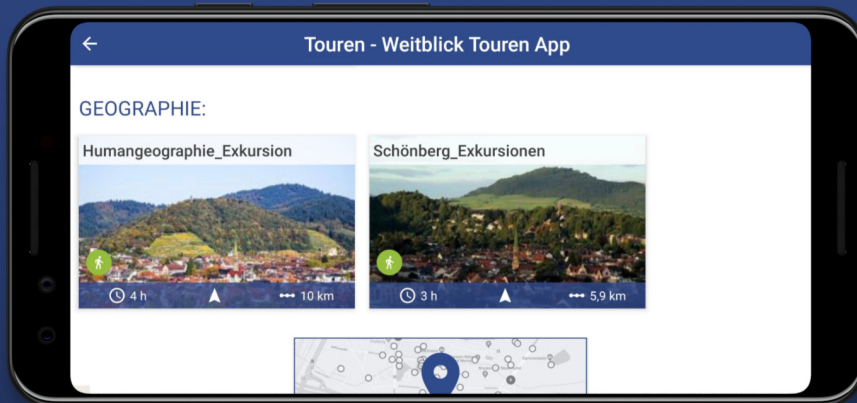 Touren - Weitblick Touren App
GEOGRAPHIE:
Humangeographie_Exkursion
Schönberg_Exkursionen
4 h
10 km
3 h
5,9 km